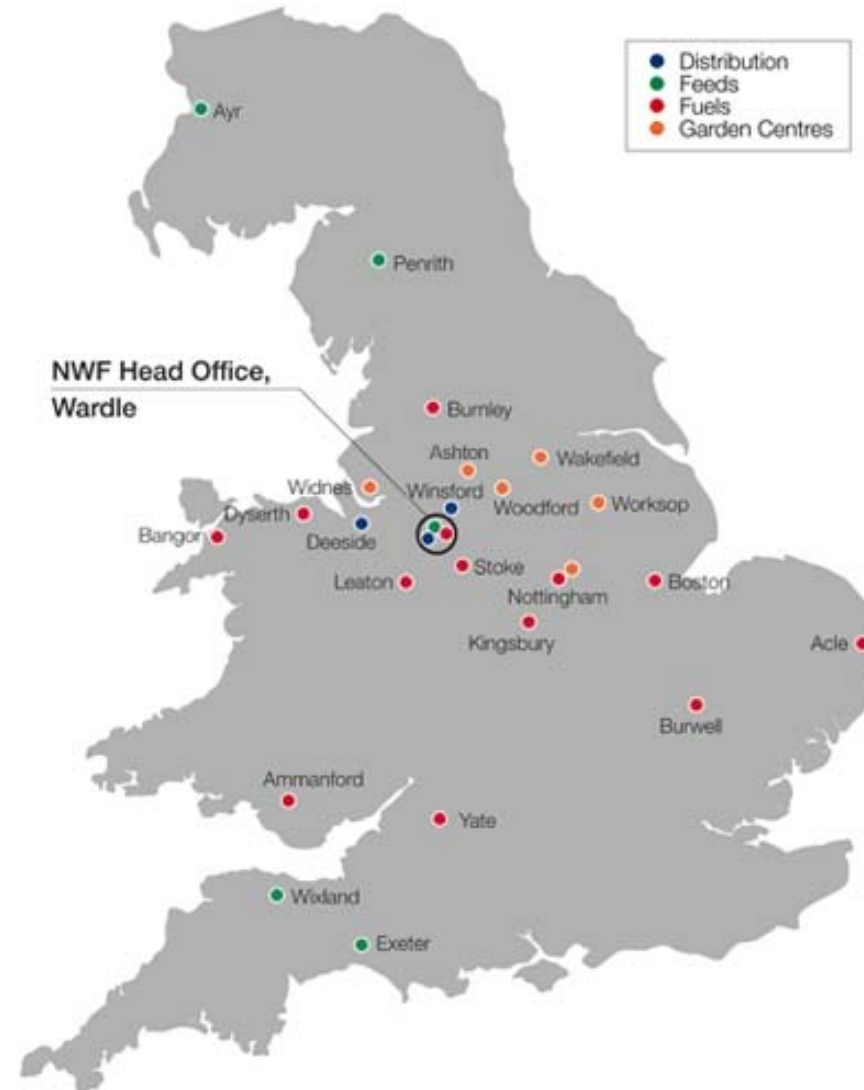 Distribution
Feeds
Fuels
Garden Centres
Ayr
Penrith
NWF Head Office,
Wardle
Burnley
Ashton
Wakefield
Widnes
Winsford
Woodford
Worksop
Dyserth
Bangor
Deeside
Stoke
Leaton
Nottingham
Boston
Kingsbury
Acle
Burwell
Ammanford
Yate
Wixland
Exeter